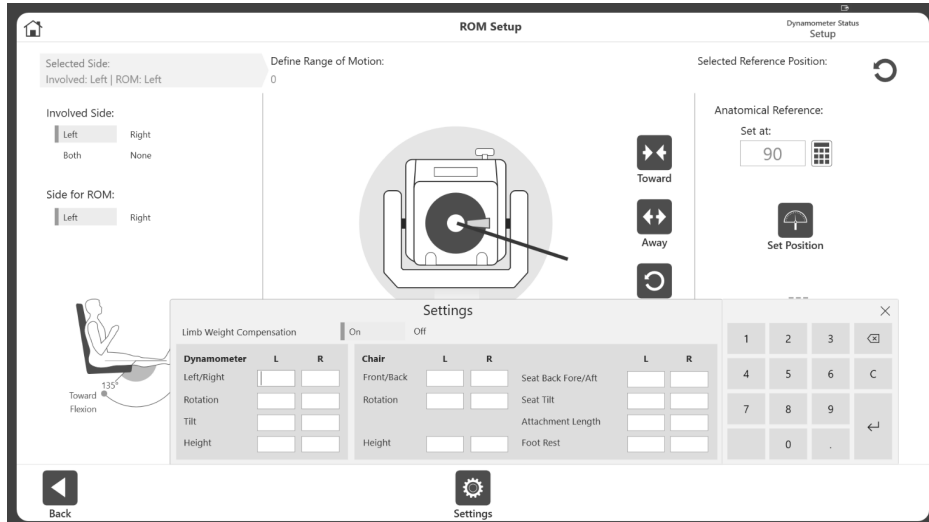 ROM Setup
Dynamometer Status
Setup
Selected Side:
Involved: Left | ROM: Left
Define Range of Motion:
0
Selected Reference Position:
Involved Side:
Left Right
Both None
Side for ROM:
Left Right
Toward
Away
Anatomical Reference:
Set at:
90
Set Position
135°
Toward
Flexion
Settings
Limb Weight Compensation On Off
Dynamometer L R Chair L R L R
Left/Right Front/Back Seat Back Fore/Aft
Rotation Rotation Seat Tilt
Tilt Attachment Length
Height Height Foot Rest
1 2 3
4 5 6 C
7 8 9
0 .
Back
Settings